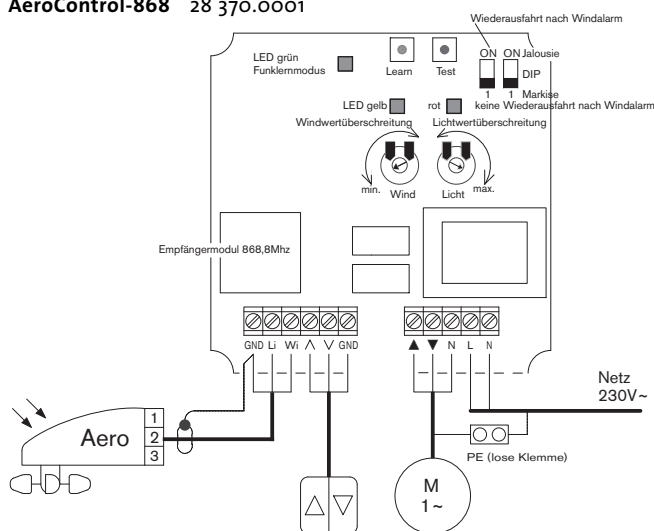 AeroControl-868 28 370.0001
Wiederausfahrt nach Windalarm
LED grün
Funklernmodus
Learn
Test
ON
ON
Jalousie
DIP
1
1
Markise
keine Wiederausfahrt nach Windalarm
LED gelb
rot
Windwertüberschreitung
Lichtwertüberschreitung
min.
Wind
Licht
max.
Empfängermodul 868,8Mhz
GND Li Wi ⋀ ⋁ GND
▲ ▼ N L N
Netz
230V~
Aero
1
2
3
PE (lose Klemme)
M
1~